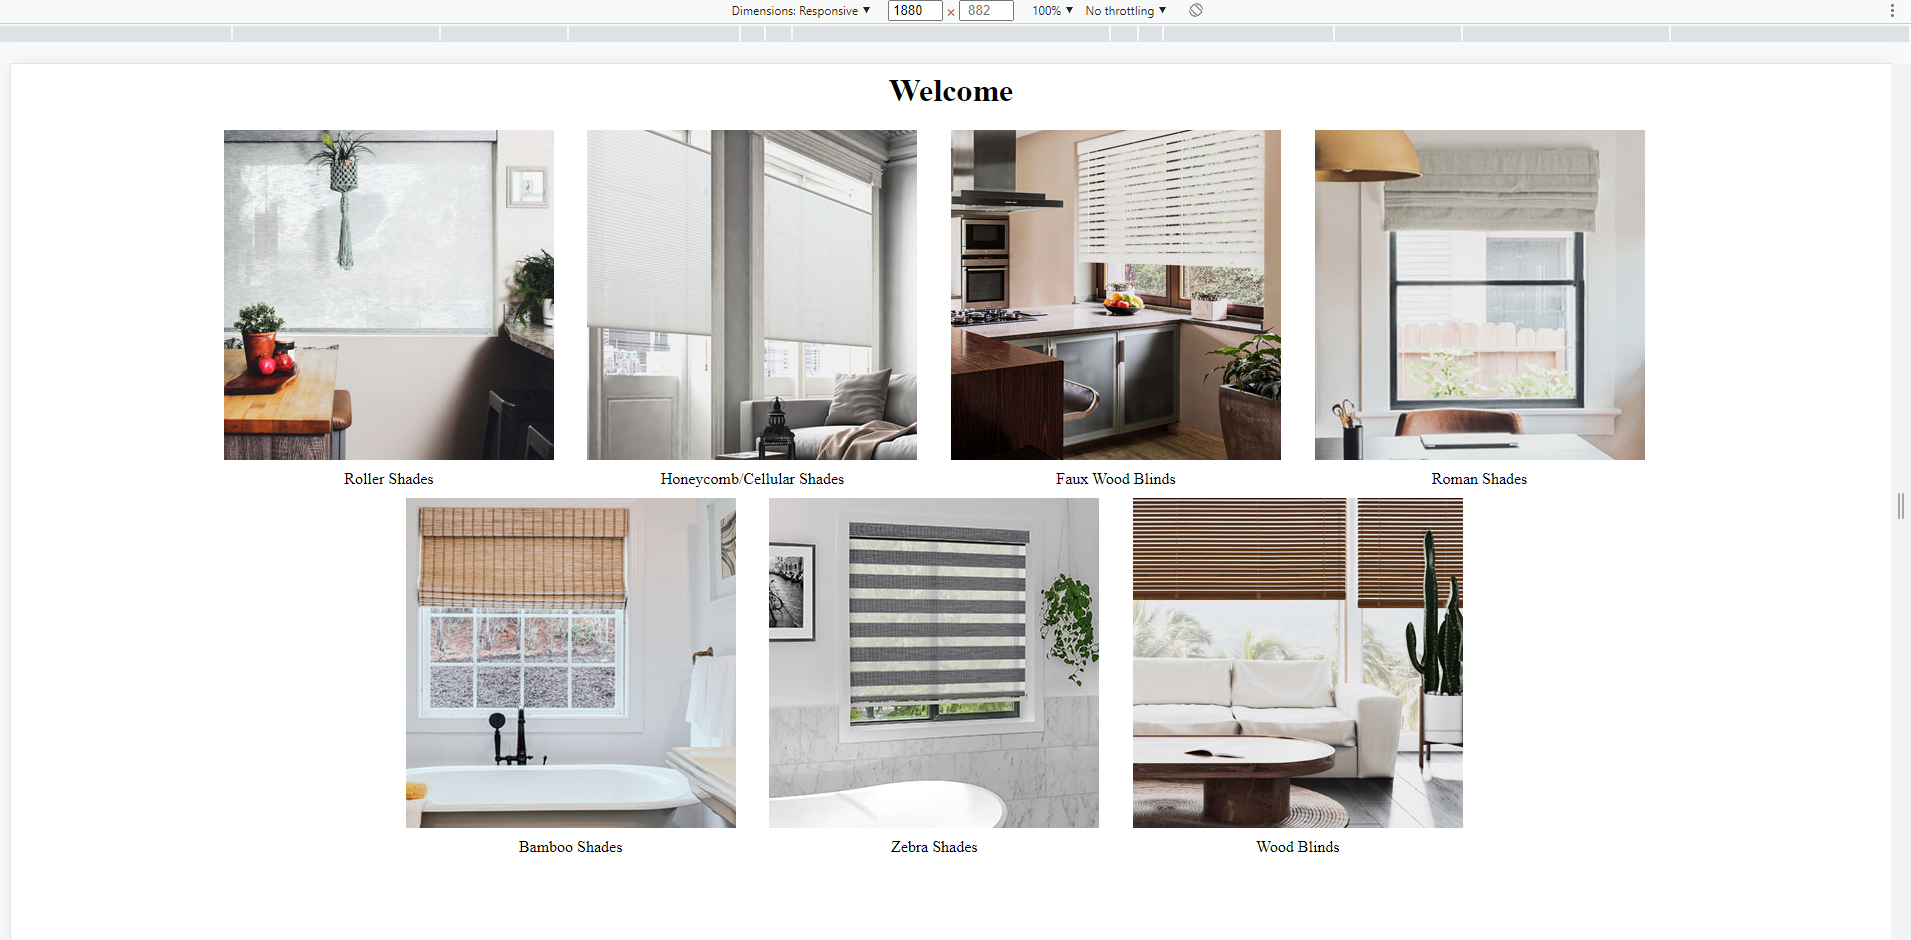 Dimensions: Responsive ▼ 1880 × 882 100% ▼ No throttling ▼
Welcome
Roller Shades
Honeycomb/Cellular Shades
Faux Wood Blinds
Roman Shades
Bamboo Shades
Zebra Shades
Wood Blinds